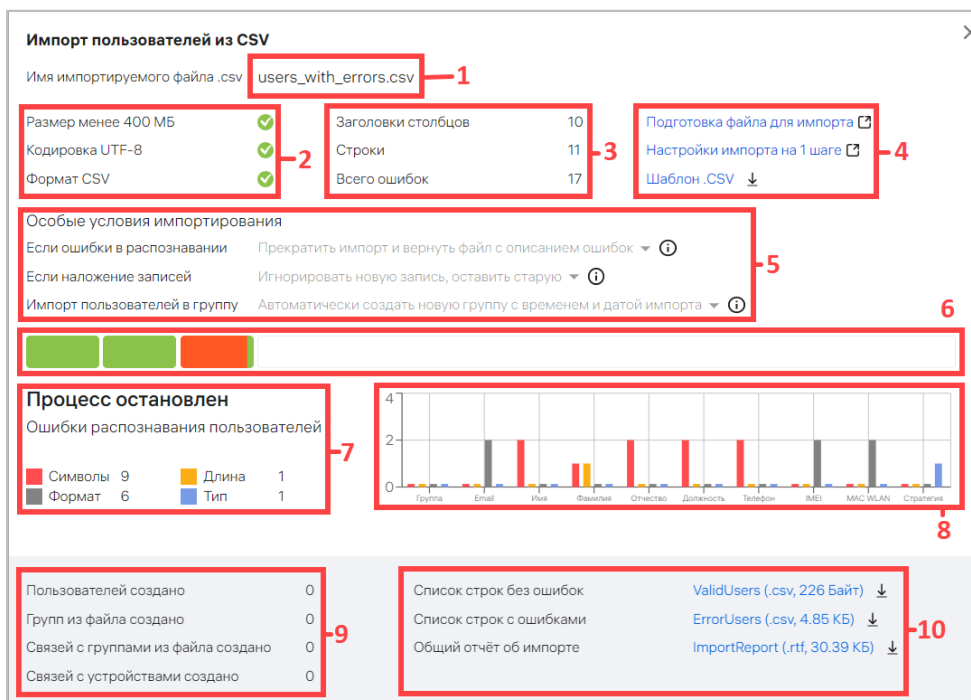 Импорт пользователей из CSV
Имя импортируемого файла .csv users_with_errors.csv 1
Размер менее 400 МБ
Кодировка UTF-8
Формат CSV
2
Заголовки столбцов 10
Строки 11
Всего ошибок 17
3
Подготовка файла для импорта
Настройки импорта на 1 шаге
Шаблон .CSV
4
Особые условия импортирования
Если ошибки в распознавании Прекратить импорт и вернуть файл с описанием ошибок
Если наложение записей Игнорировать новую запись, оставить старую
Импорт пользователей в группу Автоматически создать новую группу с временем и датой импорта
5
6
Процесс остановлен
Ошибки распознавания пользователей
Символы 9 Длина 1
Формат 6 Тип 1
7
4
2
0
Группа Email Имя Фамилия Отчество Должность Телефон IMEI MAC WLAN Стратегия
8
Пользователей создано 0
Групп из файла создано 0
Связей с группами из файла создано 0
Связей с устройствами создано 0
9
Список строк без ошибок ValidUsers (.csv, 226 Байт)
Список строк с ошибками ErrorUsers (.csv, 4.85 КБ)
Общий отчёт об импорте ImportReport (.rtf, 30.39 КБ)
10